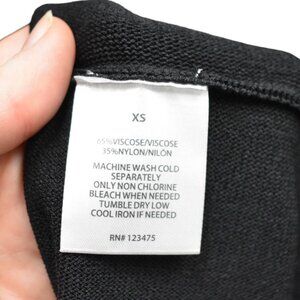 XS
65%VISCOSE/VISCOSE
35%NYLON/NILON
MACHINE WASH COLD
SEPARATELY
ONLY NON CHLORINE
BLEACH WHEN NEEDED
TUMBLE DRY LOW
COOL IRON IF NEEDED
RN# 123475